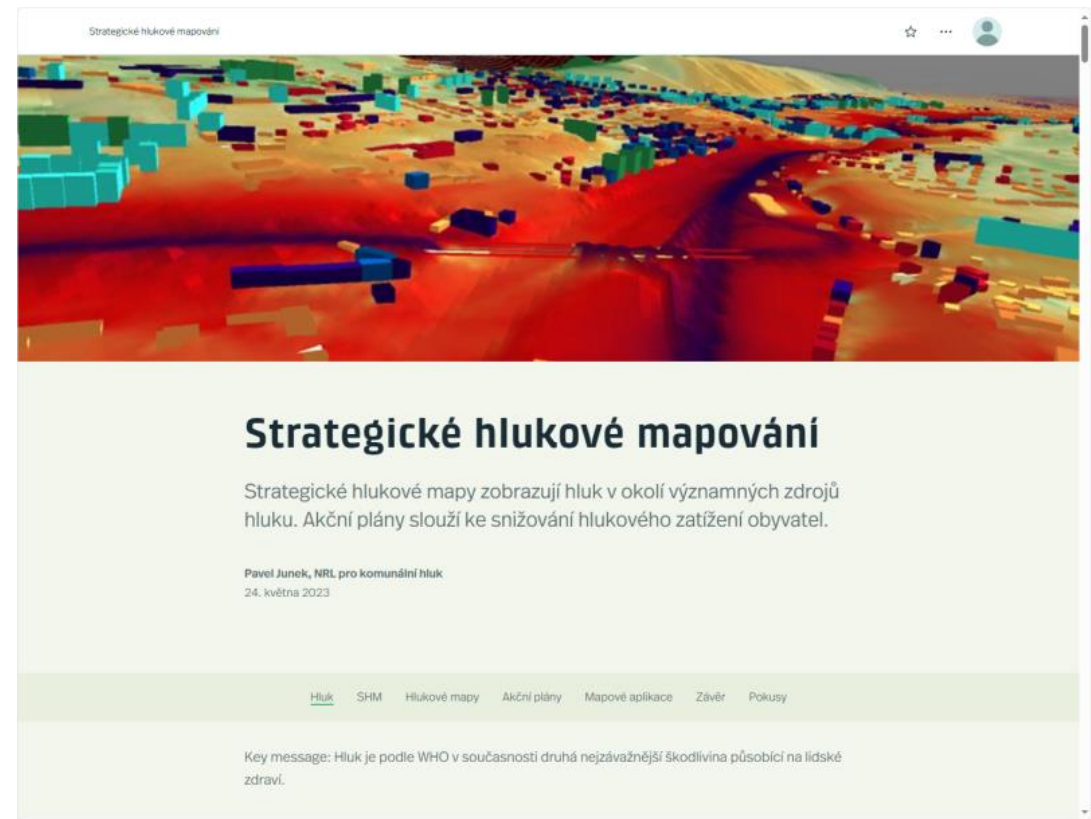 Strategické hlukové mapování
Strategické hlukové mapování
Strategické hlukové mapy zobrazují hluk v okolí významných zdrojů
hluku. Akční plány slouží ke snižování hlukového zatížení obyvatel.
Pavel Junek, NRL pro komunální hluk
24. května 2023
Hluk SHM Hlukové mapy Akční plány Mapové aplikace Závěr Pokusy
Key message: Hluk je podle WHO v současnosti druhá nejzávažnější škodlivina působící na lidské
zdraví.